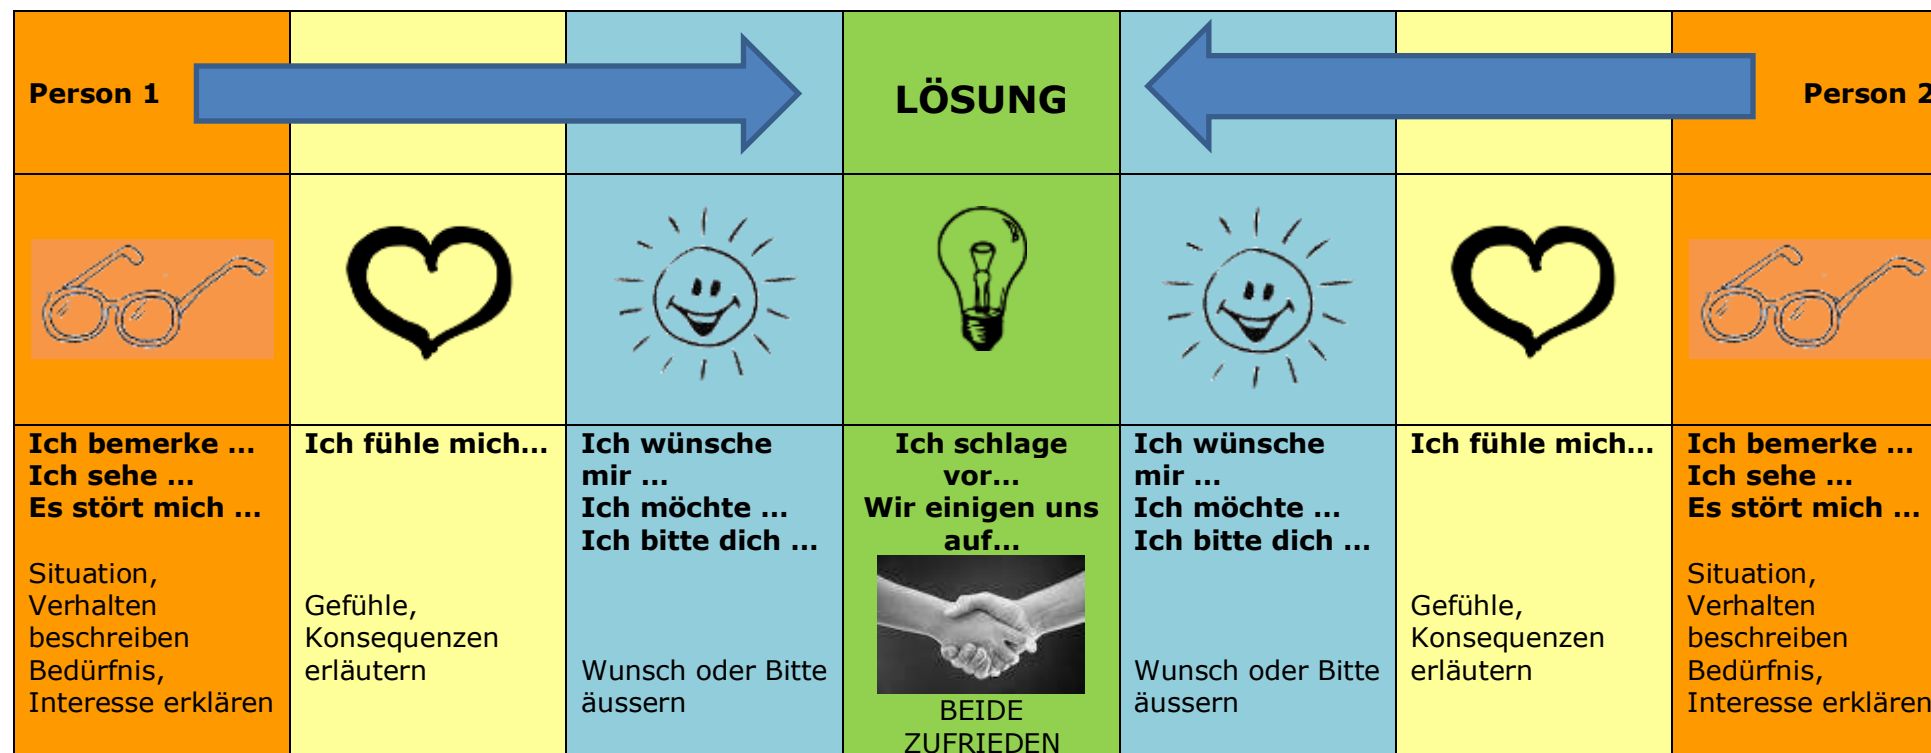 Person 1
LÖSUNG
Person 2
Ich bemerke ...
Ich sehe ...
Es stört mich ...
Situation,
Verhalten
beschreiben
Bedürfnis,
Interesse erklären
Ich fühle mich...
Gefühle,
Konsequenzen
erläutern
Ich wünsche
mir ...
Ich möchte ...
Ich bitte dich ...
Wunsch oder Bitte
äussern
Ich schlage
vor...
Wir einigen uns
auf...
BEIDE
ZUFRIEDEN
Ich wünsche
mir ...
Ich möchte ...
Ich bitte dich ...
Wunsch oder Bitte
äussern
Ich fühle mich...
Gefühle,
Konsequenzen
erläutern
Ich bemerke ...
Ich sehe ...
Es stört mich ...
Situation,
Verhalten
beschreiben
Bedürfnis,
Interesse erklären